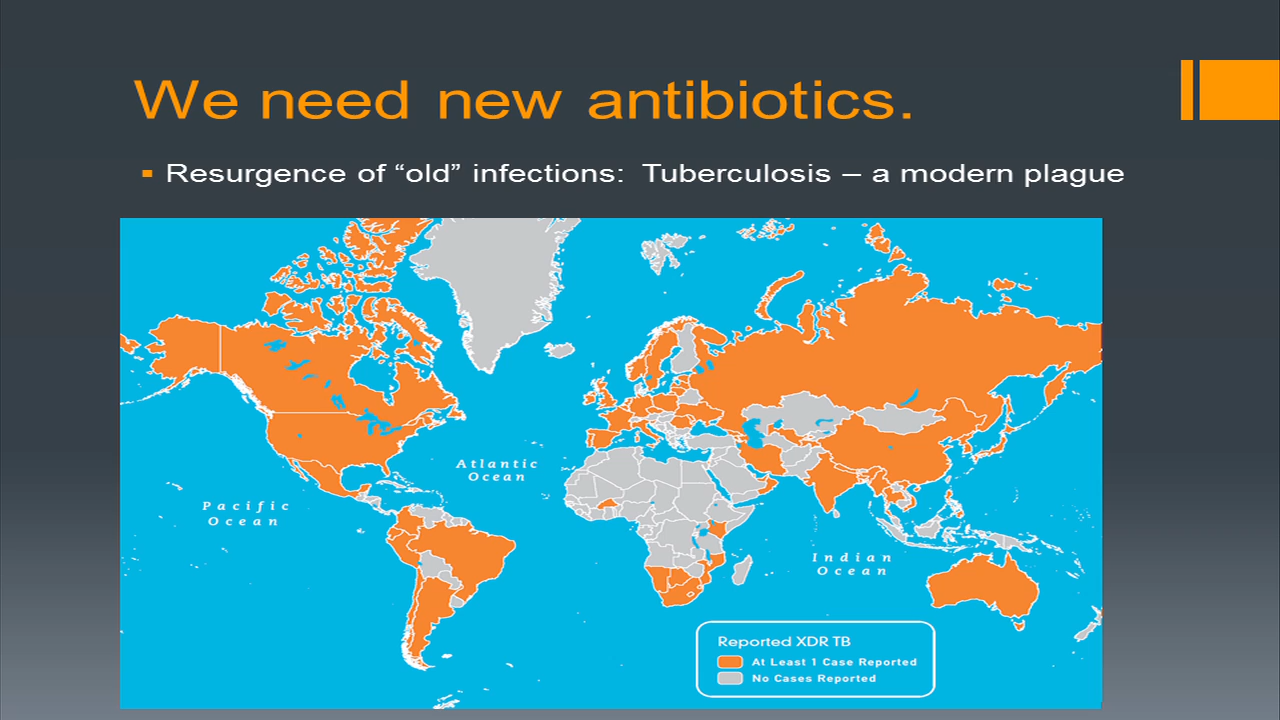 We need new antibiotics.
Resurgence of “old” infections: Tuberculosis – a modern plague
Atlantic
Ocean
Pacific
Ocean
Indian
Ocean
Reported XDR TB
At Least 1 Case Reported
No Cases Reported